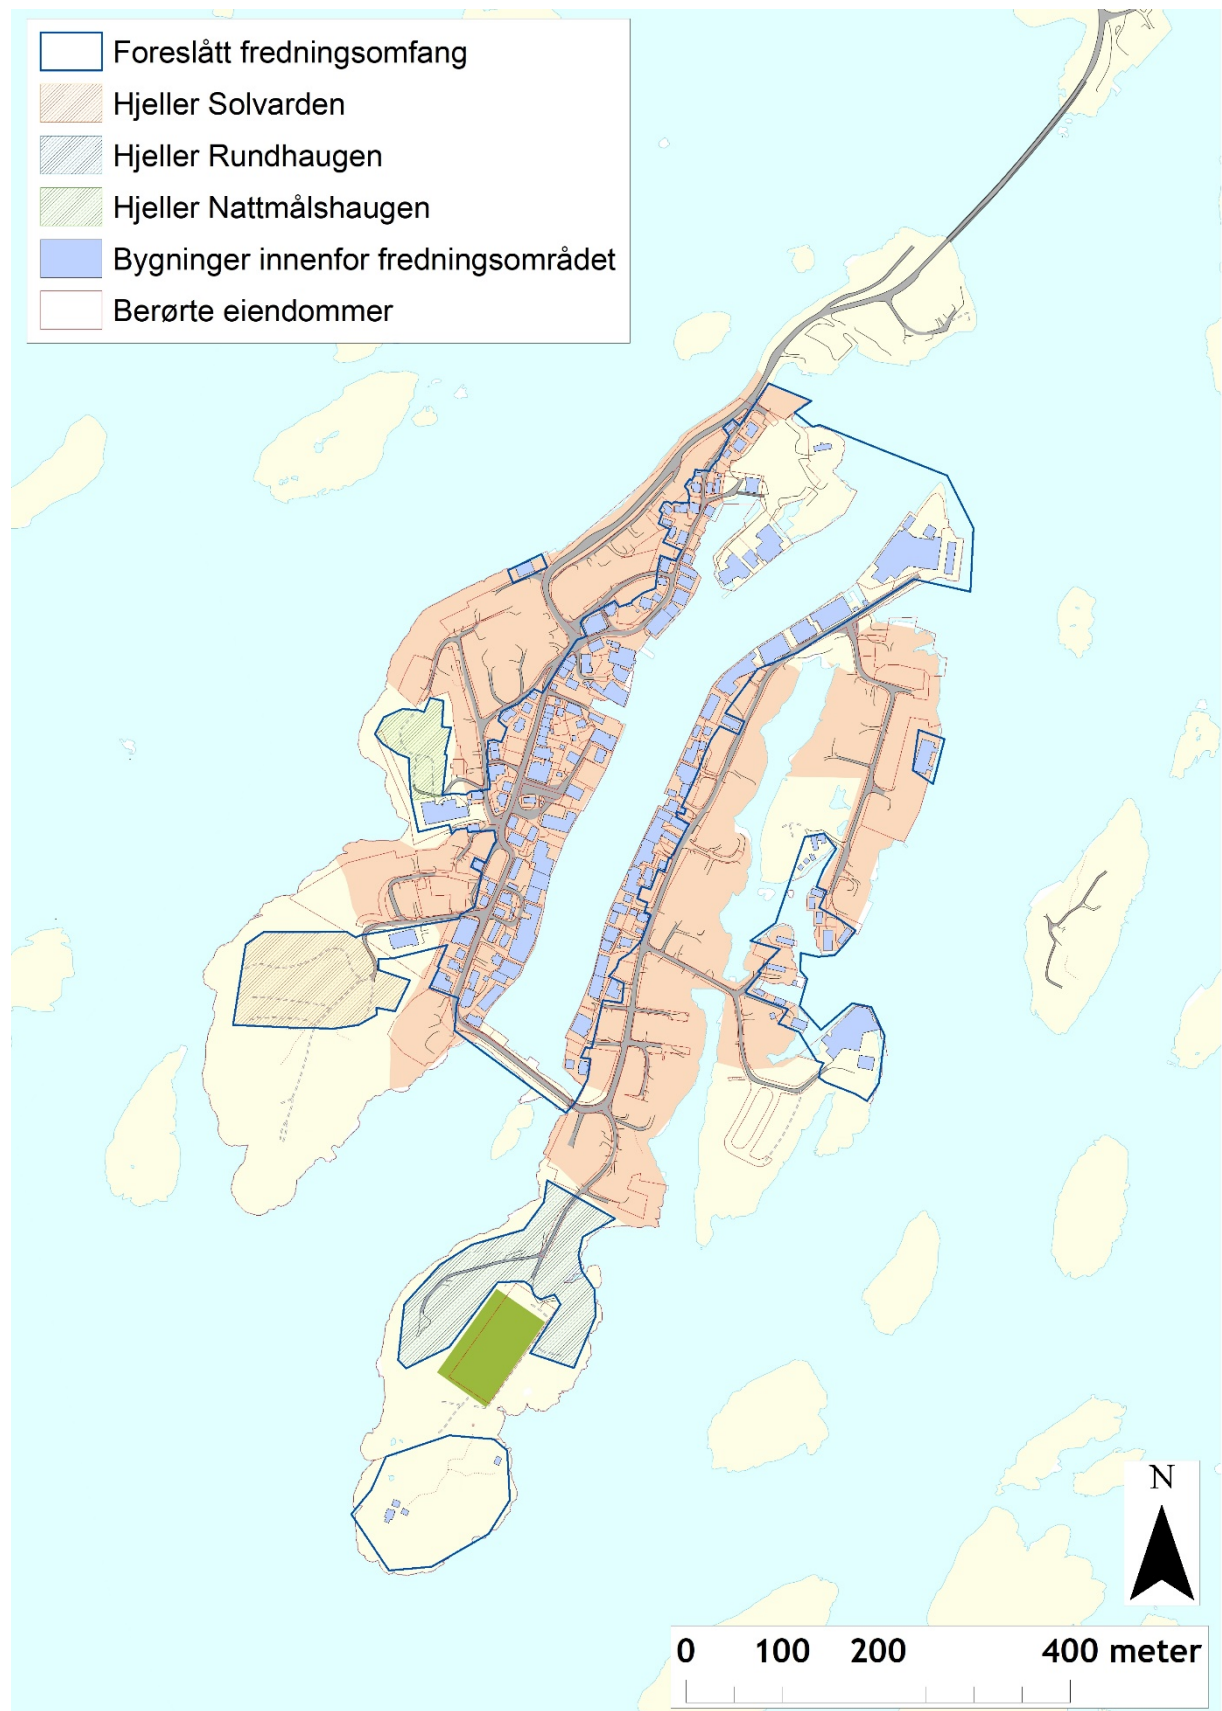 Foreslått fredningsomfang
Hjeller Solvarden
Hjeller Rundhaugen
Hjeller Nattmålshaugen
Bygninger innenfor fredningsområdet
Berørte eiendommer
N
0 100 200 400 meter